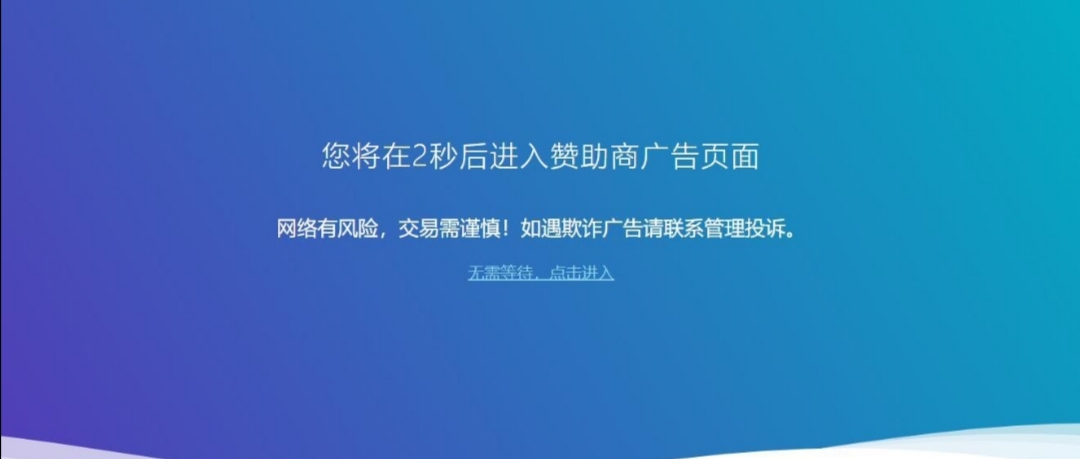 您将在2秒后进入赞助商广告页面
网络有风险，交易需谨慎！如遇欺诈广告请联系管理投诉。
无需等待，点击进入